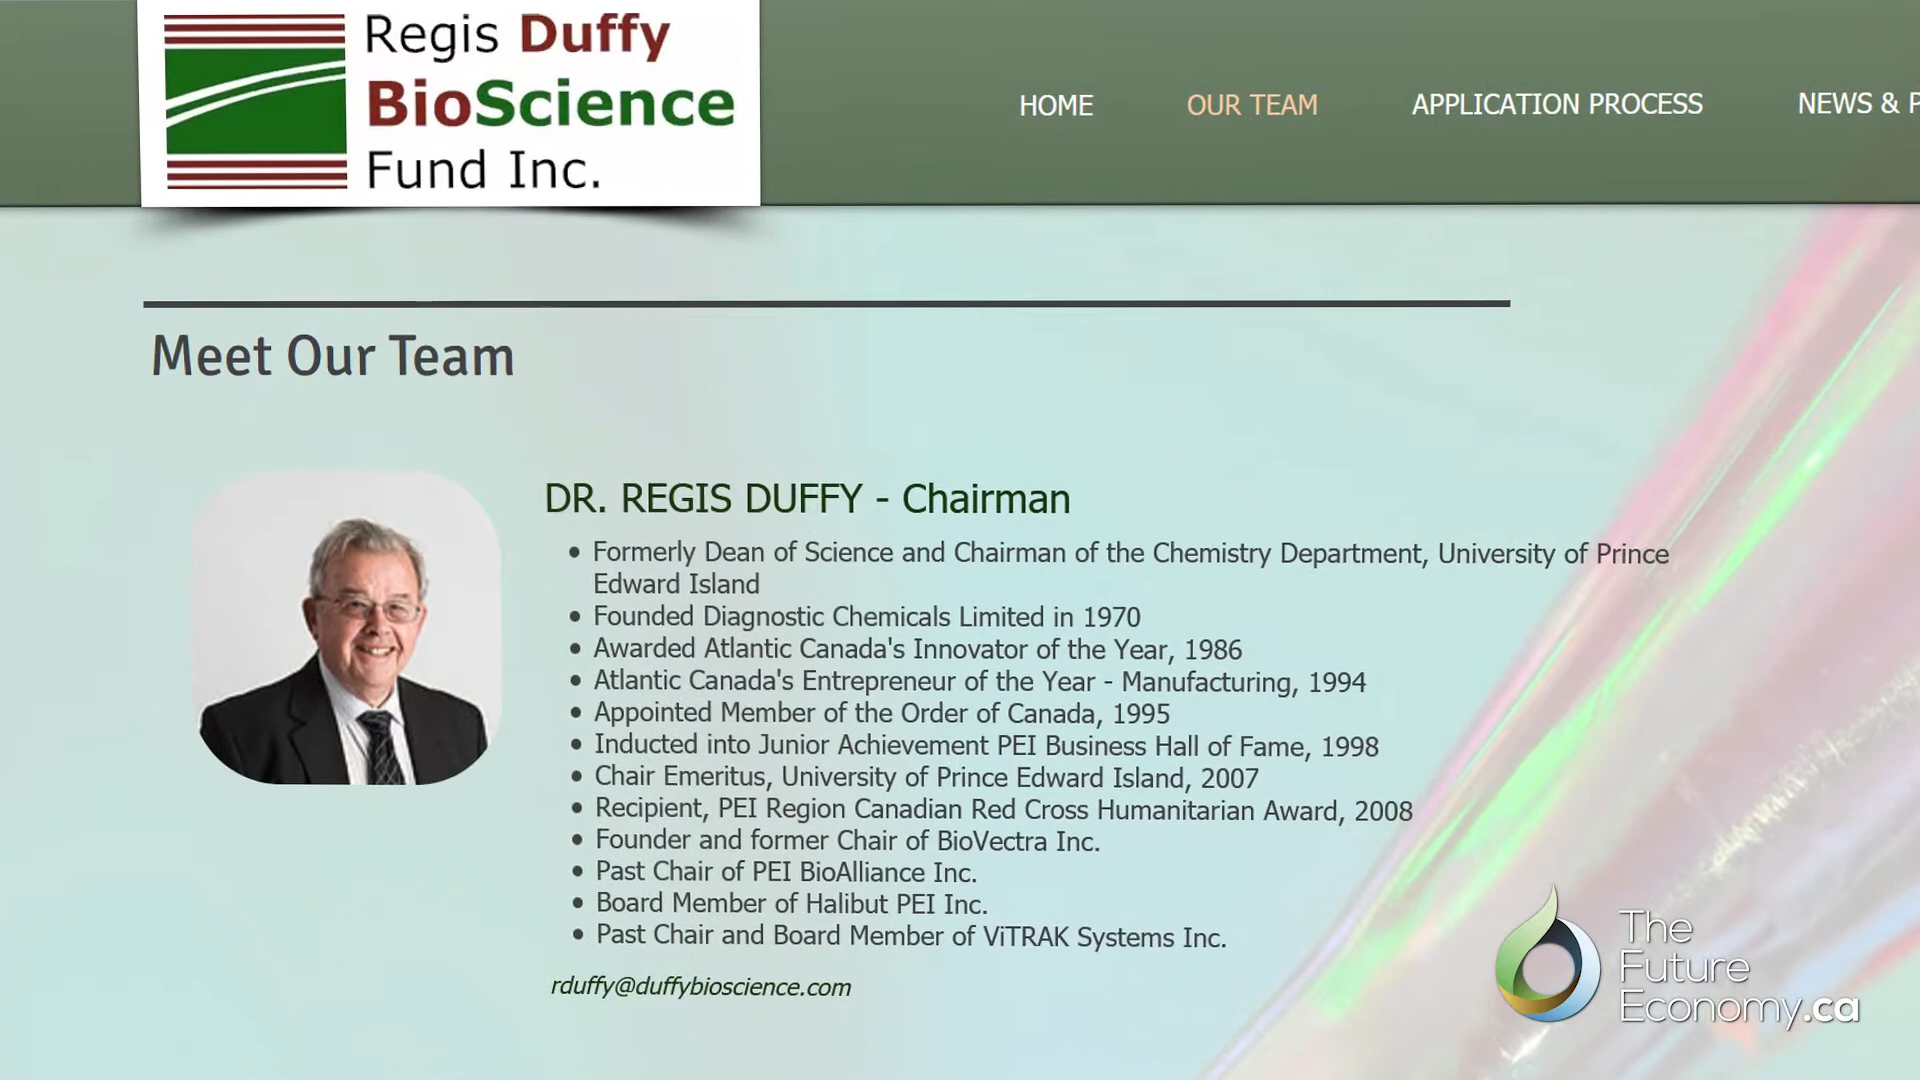 Regis Duffy
BioScience
Fund Inc.
HOME OUR TEAM APPLICATION PROCESS NEWS & P
Meet Our Team
DR. REGIS DUFFY - Chairman
• Formerly Dean of Science and Chairman of the Chemistry Department, University of Prince
Edward Island
• Founded Diagnostic Chemicals Limited in 1970
• Awarded Atlantic Canada's Innovator of the Year, 1986
• Atlantic Canada's Entrepreneur of the Year - Manufacturing, 1994
• Appointed Member of the Order of Canada, 1995
• Inducted into Junior Achievement PEI Business Hall of Fame, 1998
• Chair Emeritus, University of Prince Edward Island, 2007
• Recipient, PEI Region Canadian Red Cross Humanitarian Award, 2008
• Founder and former Chair of BioVectra Inc.
• Past Chair of PEI BioAlliance Inc.
• Board Member of Halibut PEI Inc.
• Past Chair and Board Member of ViTRAK Systems Inc.
rduffy@duffybioscience.com
The
Future
Economy.ca